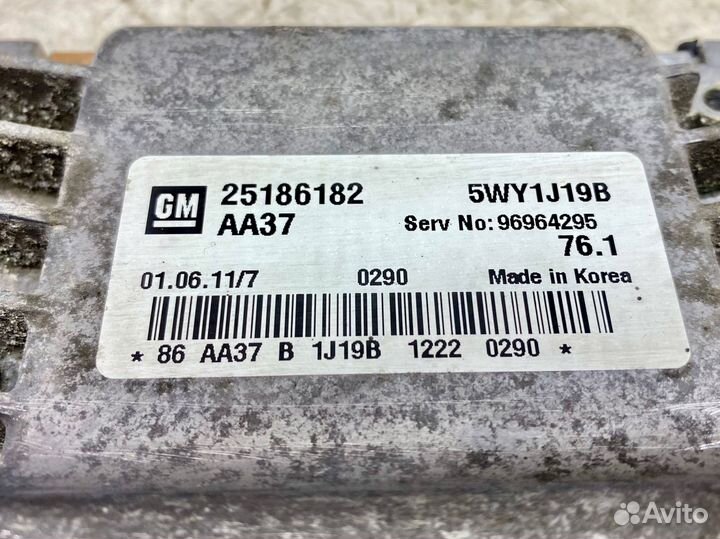 GM 25186182 5WY1J19B
AA37 Serv No: 96964295
76.1
01.06.11/7 0290 Made in Korea
* 86 AA37 B 1J19B 1222 0290 *
Avito